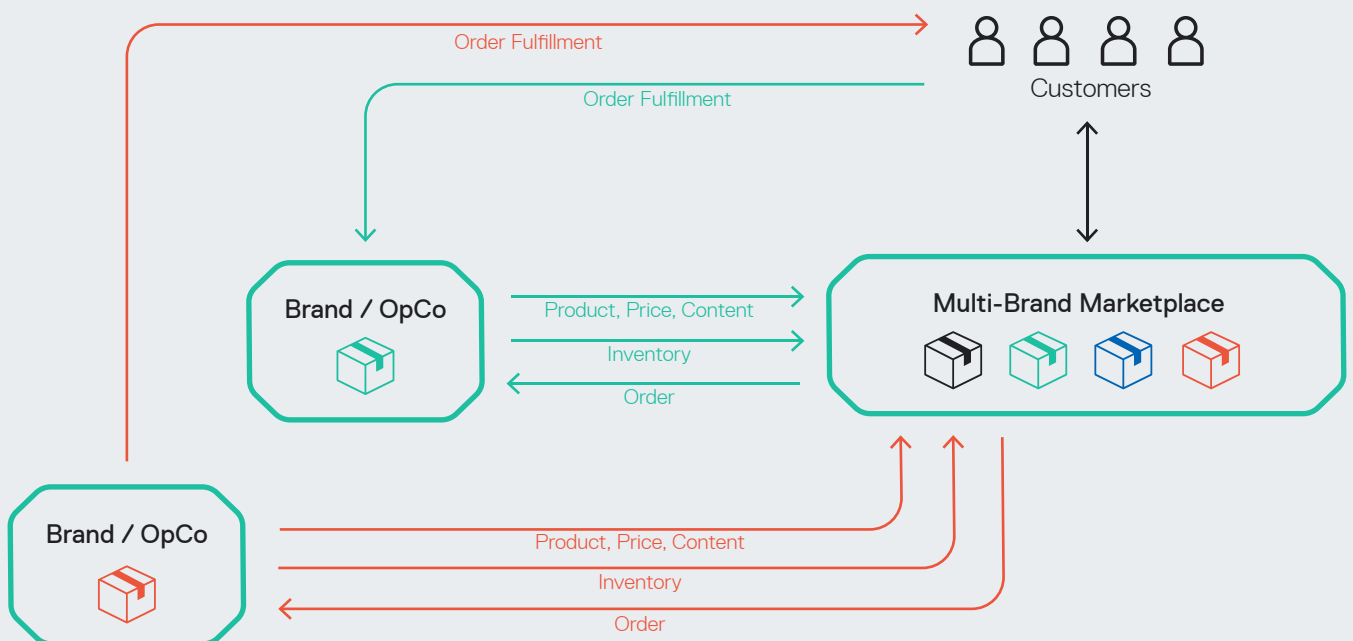 Order Fulfillment
Customers
Order Fulfillment
Brand / OpCo
Product, Price, Content
Inventory
Order
Multi-Brand Marketplace
Brand / OpCo
Product, Price, Content
Inventory
Order